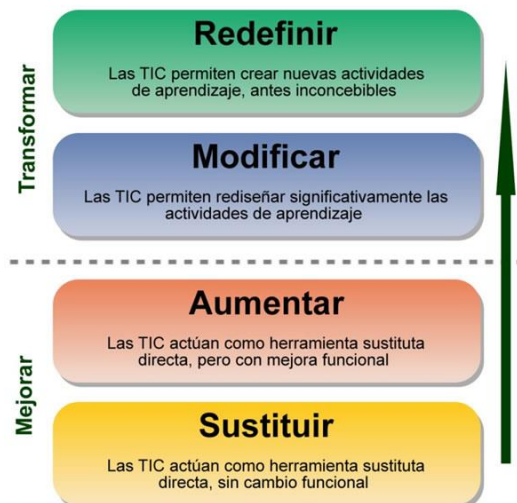 Transformar
Redefinir
Las TIC permiten crear nuevas actividades
de aprendizaje, antes inconcebibles
Modificar
Las TIC permiten rediseñar significativamente las
actividades de aprendizaje
Mejorar
Aumentar
Las TIC actúan como herramienta sustituta
directa, pero con mejora funcional
Sustituir
Las TIC actúan como herramienta sustituta
directa, sin cambio funcional